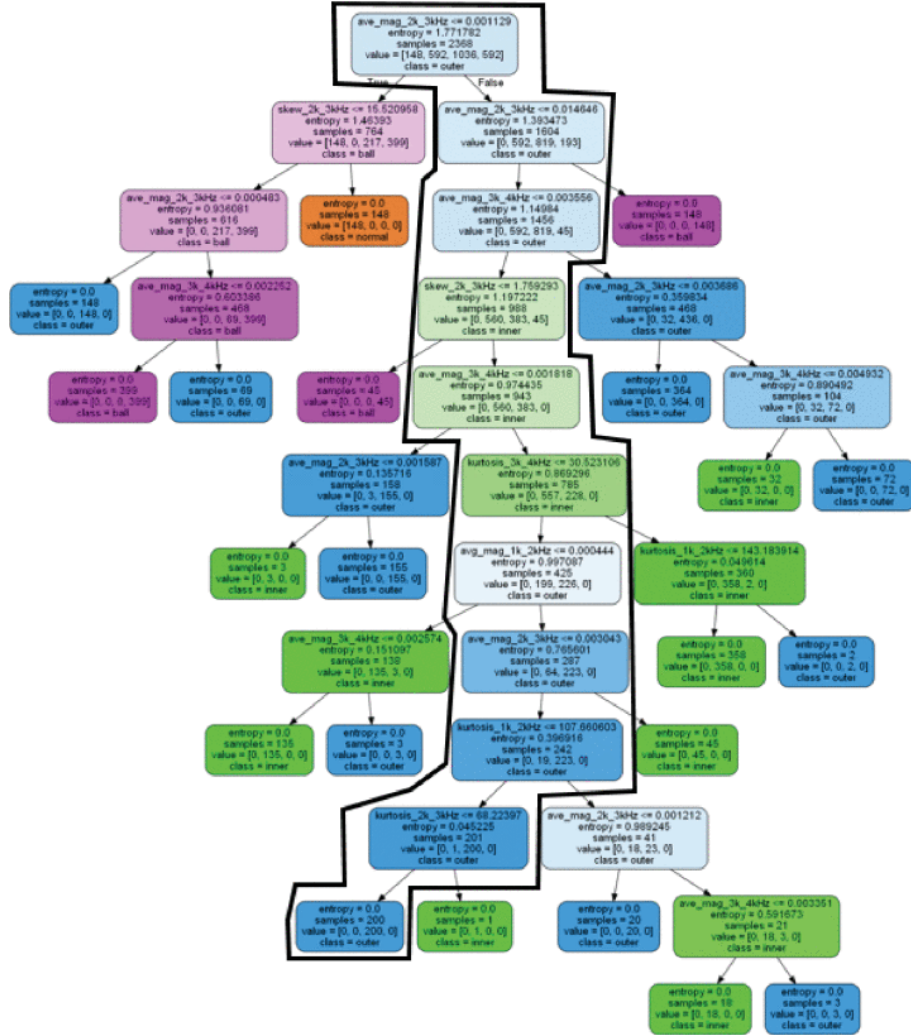 ave_mag_2k_3kHz <= 0.001129
entropy = 1.771782
samples = 2368
value = [148, 592, 1036, 592]
class = outer
True
False
skew_2k_3kHz <= 15.520958
entropy = 1.46393
samples = 764
value = [148, 0, 217, 399]
class = ball
ave_mag_2k_3kHz <= 0.014646
entropy = 1.393473
samples = 1604
value = [0, 592, 819, 193]
class = outer
ave_mag_2k_3kHz <= 0.000483
entropy = 0.936081
samples = 616
value = [0, 0, 217, 399]
class = ball
entropy = 0.0
samples = 148
value = [148, 0, 0, 0]
class = normal
ave_mag_3k_4kHz <= 0.003556
entropy = 1.14984
samples = 1456
value = [0, 592, 819, 45]
class = outer
entropy = 0.0
samples = 148
value = [0, 0, 0, 148]
class = ball
entropy = 0.0
samples = 148
value = [0, 0, 148, 0]
class = outer
ave_mag_3k_4kHz <= 0.002252
entropy = 0.603386
samples = 468
value = [0, 0, 69, 399]
class = ball
skew_2k_3kHz <= 1.759293
entropy = 1.197222
samples = 988
value = [0, 560, 383, 45]
class = inner
ave_mag_2k_3kHz <= 0.003686
entropy = 0.359834
samples = 468
value = [0, 32, 436, 0]
class = outer
entropy = 0.0
samples = 399
value = [0, 0, 0, 399]
class = ball
entropy = 0.0
samples = 69
value = [0, 0, 69, 0]
class = outer
entropy = 0.0
samples = 45
value = [0, 0, 0, 45]
class = ball
ave_mag_3k_4kHz <= 0.001818
entropy = 0.974435
samples = 943
value = [0, 560, 383, 0]
class = inner
entropy = 0.0
samples = 364
value = [0, 0, 364, 0]
class = outer
ave_mag_3k_4kHz <= 0.004932
entropy = 0.890492
samples = 104
value = [0, 32, 72, 0]
class = outer
ave_mag_2k_3kHz <= 0.001587
entropy = 0.135716
samples = 158
value = [0, 3, 155, 0]
class = outer
kurtosis_3k_4kHz <= 30.523106
entropy = 0.869296
samples = 785
value = [0, 557, 228, 0]
class = inner
entropy = 0.0
samples = 32
value = [0, 32, 0, 0]
class = inner
entropy = 0.0
samples = 72
value = [0, 0, 72, 0]
class = outer
entropy = 0.0
samples = 3
value = [0, 3, 0, 0]
class = inner
entropy = 0.0
samples = 155
value = [0, 0, 155, 0]
class = outer
avg_mag_1k_2kHz <= 0.000444
entropy = 0.997087
samples = 425
value = [0, 199, 226, 0]
class = outer
kurtosis_1k_2kHz <= 143.183914
entropy = 0.049614
samples = 360
value = [0, 358, 2, 0]
class = inner
ave_mag_3k_4kHz <= 0.002574
entropy = 0.151097
samples = 138
value = [0, 135, 3, 0]
class = inner
ave_mag_2k_3kHz <= 0.003043
entropy = 0.765601
samples = 287
value = [0, 64, 223, 0]
class = outer
entropy = 0.0
samples = 358
value = [0, 358, 0, 0]
class = inner
entropy = 0.0
samples = 2
value = [0, 0, 2, 0]
class = outer
entropy = 0.0
samples = 135
value = [0, 135, 0, 0]
class = inner
entropy = 0.0
samples = 3
value = [0, 0, 3, 0]
class = outer
kurtosis_1k_2kHz <= 107.660603
entropy = 0.396916
samples = 242
value = [0, 19, 223, 0]
class = outer
entropy = 0.0
samples = 45
value = [0, 45, 0, 0]
class = inner
kurtosis_2k_3kHz <= 68.22397
entropy = 0.045225
samples = 201
value = [0, 1, 200, 0]
class = outer
ave_mag_2k_3kHz <= 0.001212
entropy = 0.989245
samples = 41
value = [0, 18, 23, 0]
class = outer
entropy = 0.0
samples = 200
value = [0, 0, 200, 0]
class = outer
entropy = 0.0
samples = 1
value = [0, 1, 0, 0]
class = inner
entropy = 0.0
samples = 20
value = [0, 0, 20, 0]
class = outer
ave_mag_3k_4kHz <= 0.003351
entropy = 0.591673
samples = 21
value = [0, 18, 3, 0]
class = inner
entropy = 0.0
samples = 18
value = [0, 18, 0, 0]
class = inner
entropy = 0.0
samples = 3
value = [0, 0, 3, 0]
class = outer